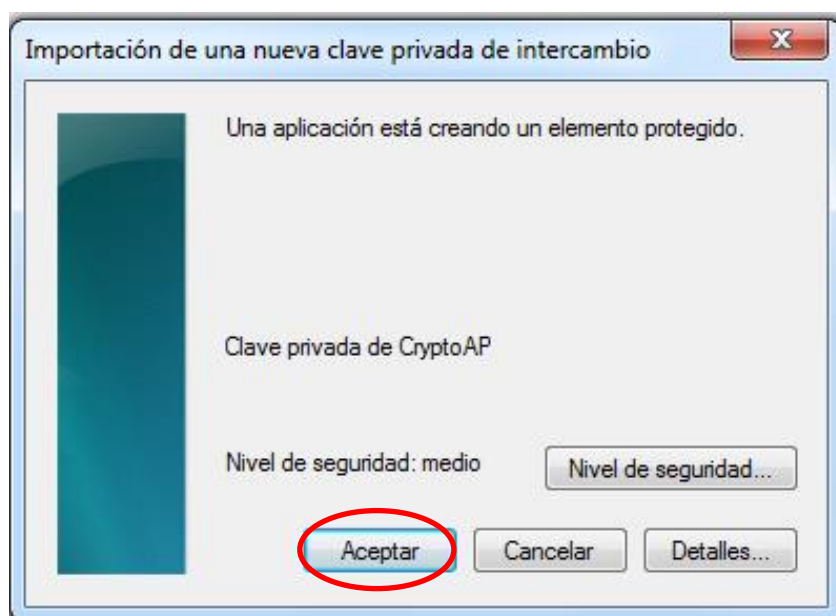 Importación de una nueva clave privada de intercambio
Una aplicación está creando un elemento protegido.
Clave privada de CryptoAP
Nivel de seguridad: medio
Nivel de seguridad...
Aceptar
Cancelar
Detalles...